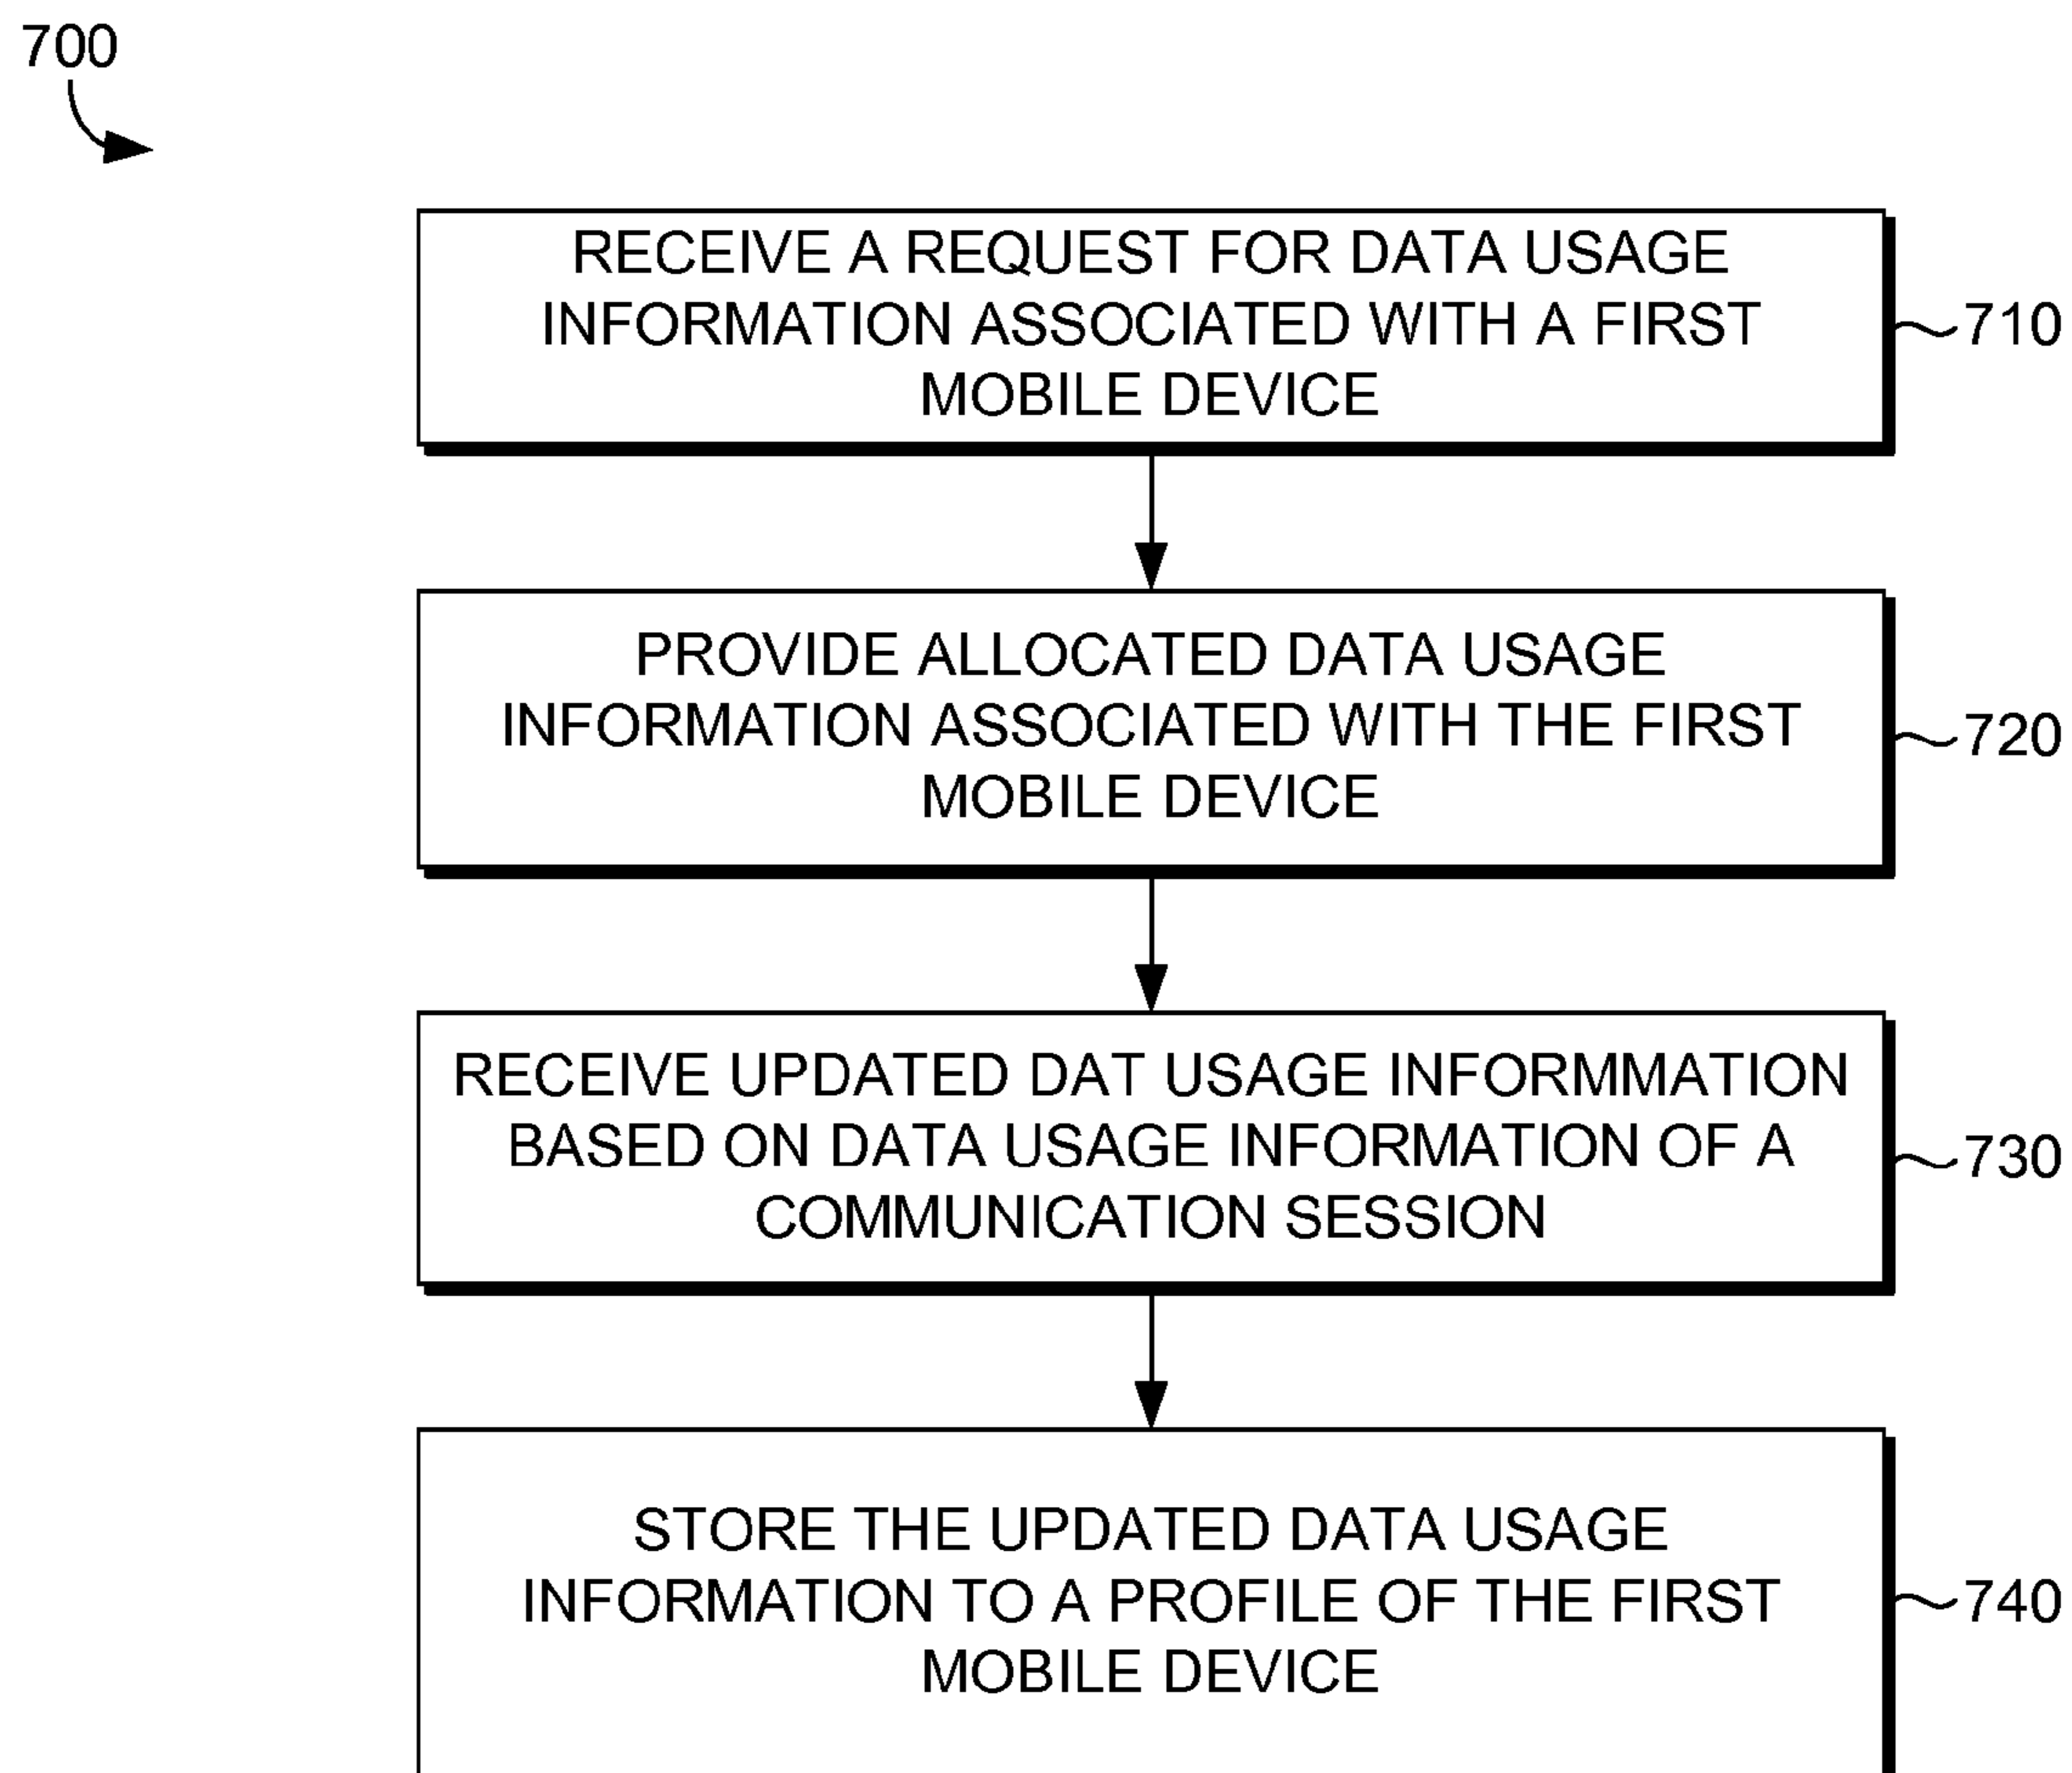 700
RECEIVE A REQUEST FOR DATA USAGE
INFORMATION ASSOCIATED WITH A FIRST
MOBILE DEVICE
710
PROVIDE ALLOCATED DATA USAGE
INFORMATION ASSOCIATED WITH THE FIRST
MOBILE DEVICE
720
RECEIVE UPDATED DAT USAGE INFORMMATION
BASED ON DATA USAGE INFORMATION OF A
COMMUNICATION SESSION
730
STORE THE UPDATED DATA USAGE
INFORMATION TO A PROFILE OF THE FIRST
MOBILE DEVICE
740